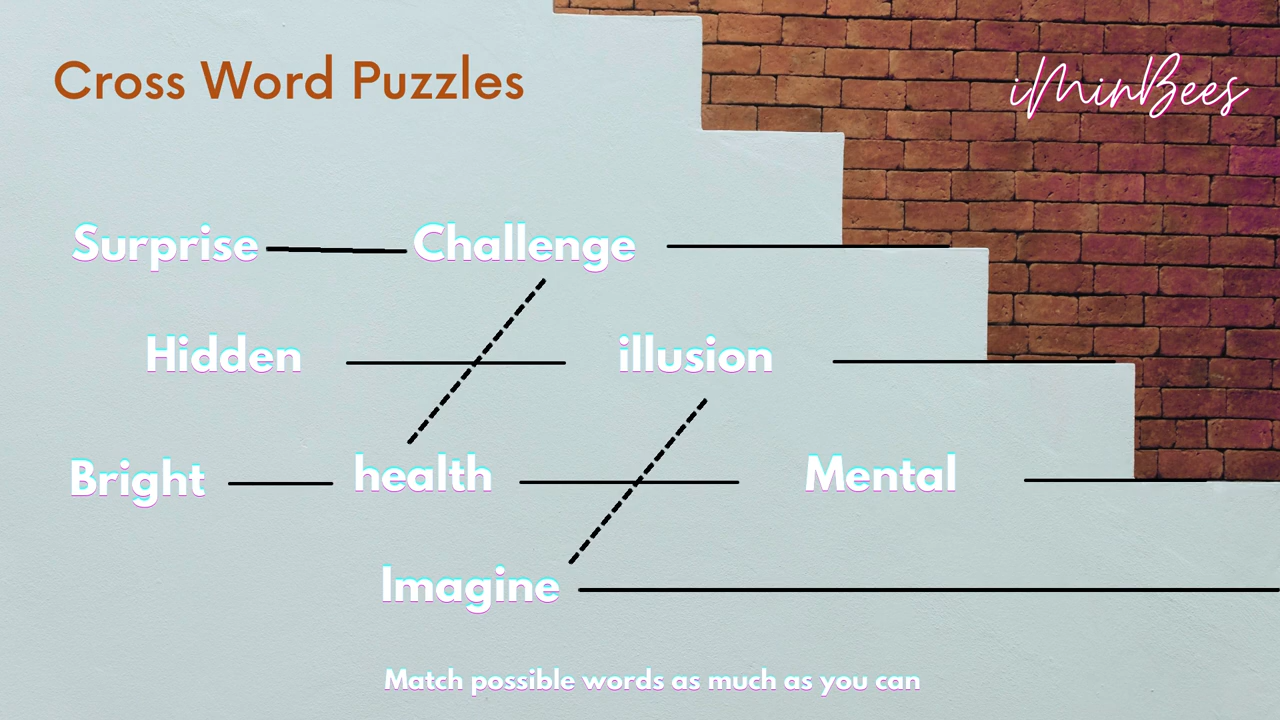 Cross Word Puzzles
iMinBees
Surprise Challenge
Hidden illusion
Bright health Mental
Imagine
Match possible words as much as you can